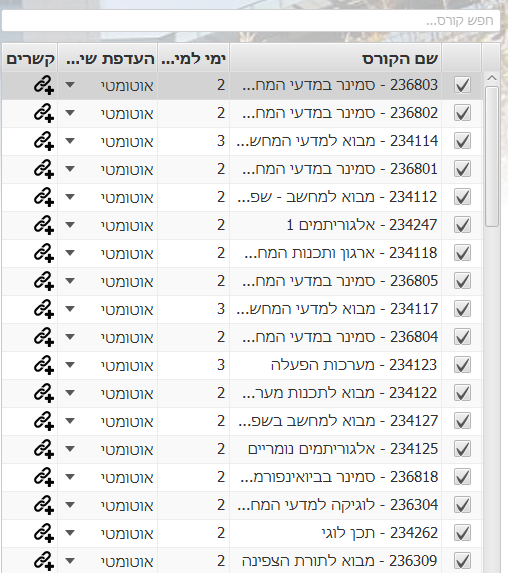 חפש קורס...
שם הקורס ימי למי... העדפת שי... קשרים
236803 - סמינר במדעי המח... 2 אוטומטי
236802 - סמינר במדעי המח... 2 אוטומטי
234114 - מבוא למדעי המחש... 3 אוטומטי
236801 - סמינר במדעי המח... 2 אוטומטי
234112 - מבוא למחשב - שפ... 2 אוטומטי
234247 - אלגוריתמים 1 2 אוטומטי
234118 - ארגון ותכנות המח... 2 אוטומטי
236805 - סמינר במדעי המח... 2 אוטומטי
234117 - מבוא למדעי המחש... 3 אוטומטי
236804 - סמינר במדעי המח... 2 אוטומטי
234123 - מערכות הפעלה 3 אוטומטי
234122 - מבוא לתכנות מער... 2 אוטומטי
234127 - מבוא למחשב בשפ... 2 אוטומטי
234125 - אלגוריתמים נומריים 2 אוטומטי
236818 - סמינר בביואינפורמ... 2 אוטומטי
236304 - לוגיקה למדעי המח... 2 אוטומטי
234262 - תכן לוגי 2 אוטומטי
236309 - מבוא לתורת הצפינה 2 אוטומטי